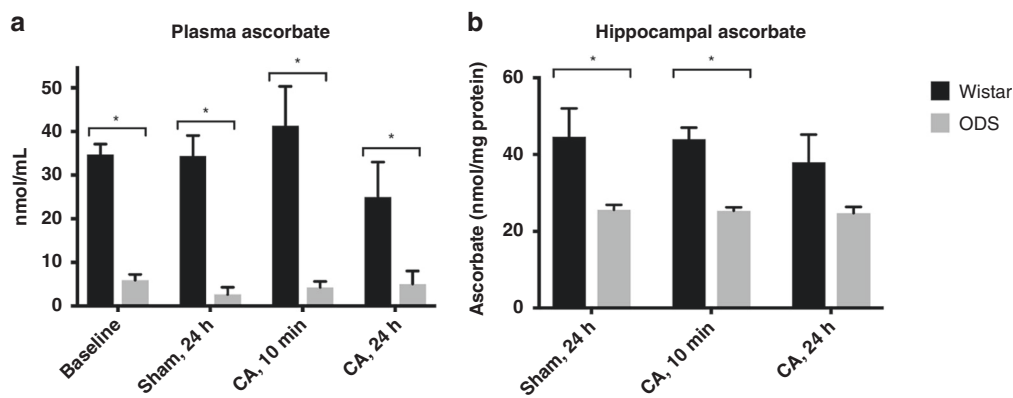 a
Plasma ascorbate
nmol/mL
50
40
30
20
10
0
*
*
*
*
Baseline
Sham, 24 h
CA, 10 min
CA, 24 h
b
Hippocampal ascorbate
Ascorbate (nmol/mg protein)
60
40
20
0
*
*
Sham, 24 h
CA, 10 min
CA, 24 h
Wistar
ODS